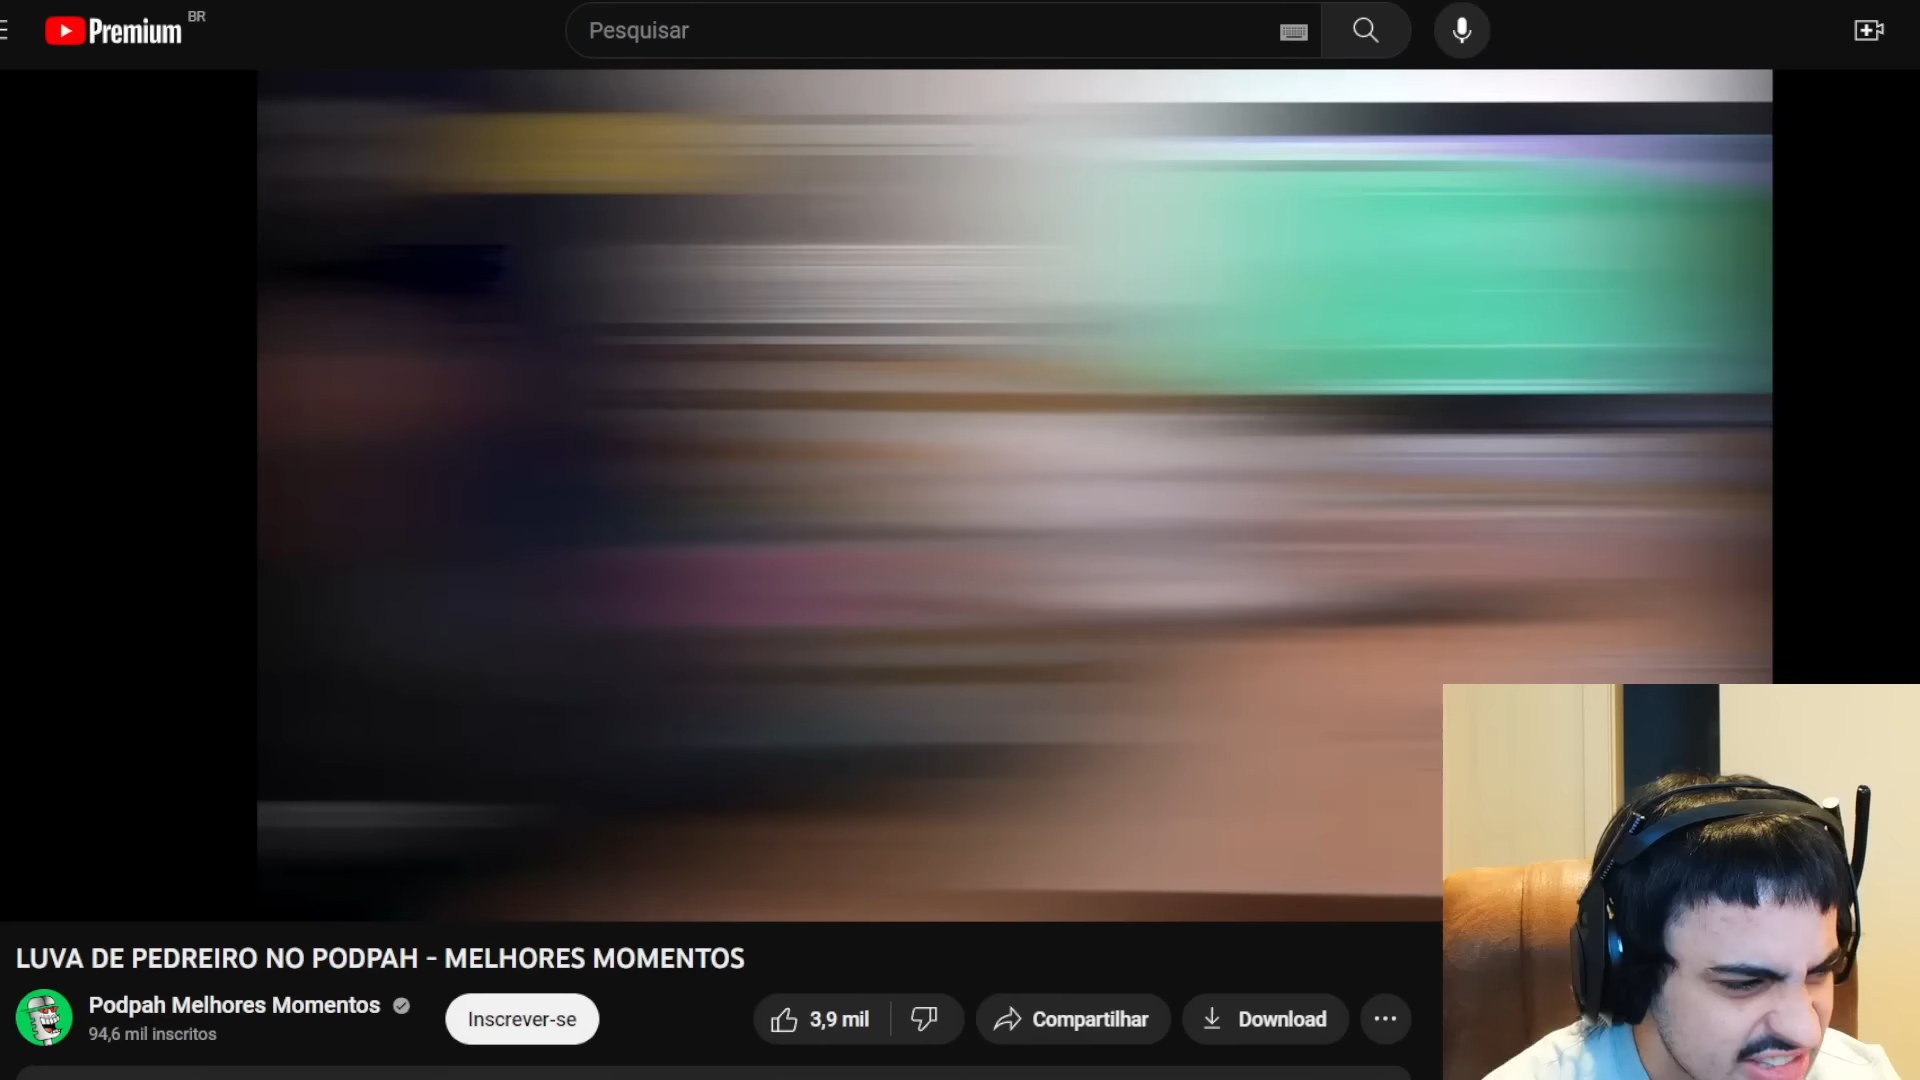 Premium BR
Pesquisar
LUVA DE PEDREIRO NO PODPAH - MELHORES MOMENTOS
Podpah Melhores Momentos
94,6 mil inscritos
Inscrever-se
3,9 mil
Compartilhar
Download